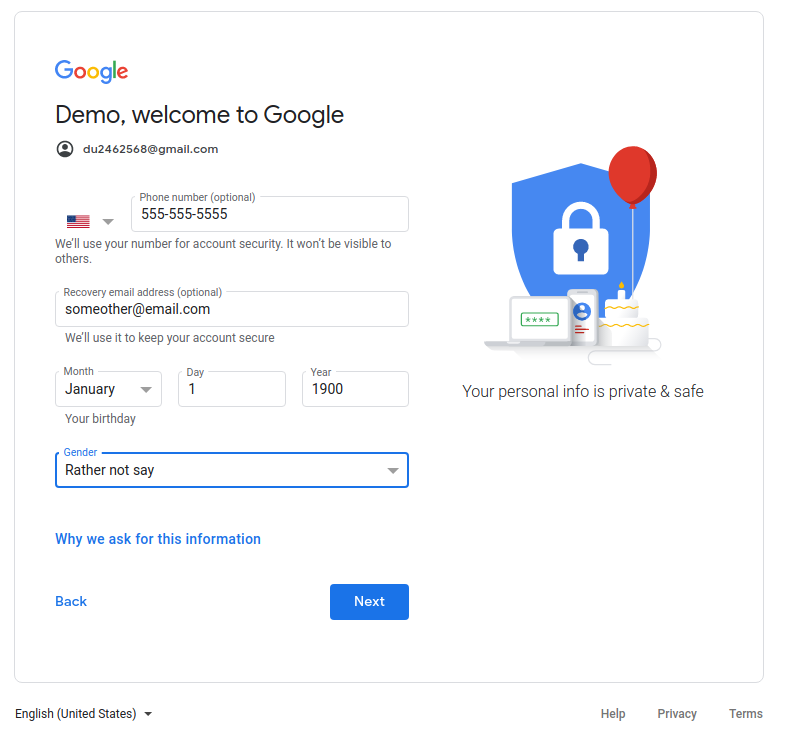 Google
Demo, welcome to Google
du2462568@gmail.com
Phone number (optional)
555-555-5555
We'll use your number for account security. It won't be visible to
others.
Recovery email address (optional)
someother@email.com
We'll use it to keep your account secure
Month Day Year
January 1 1900
Your birthday
Gender
Rather not say
Why we ask for this information
Back Next
****
Your personal info is private & safe
English (United States) Help Privacy Terms